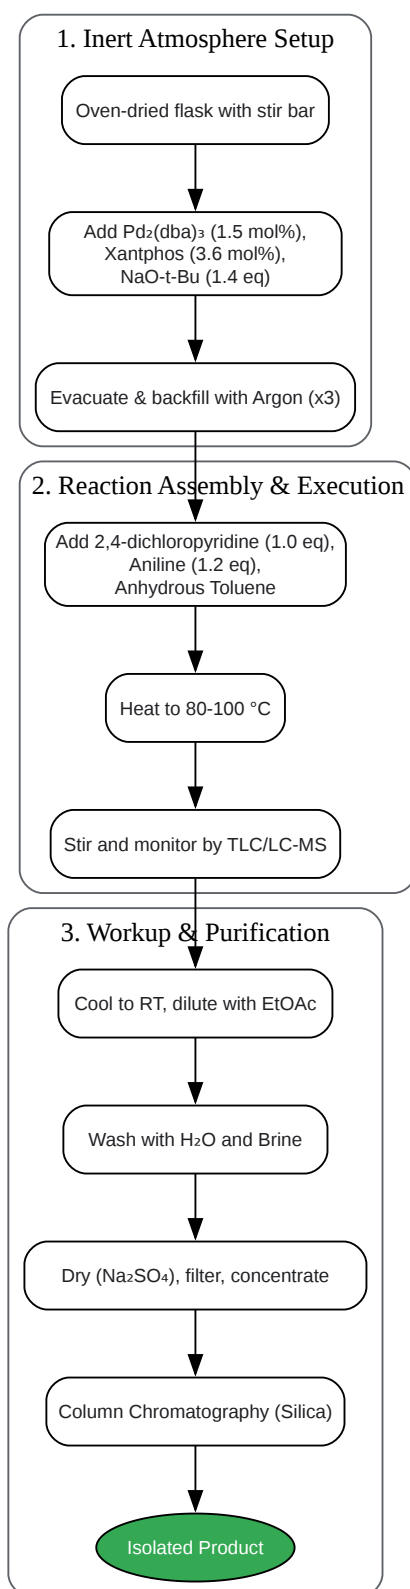 1. Inert Atmosphere Setup
Oven-dried flask with stir bar
Add Pd₂(dba)₃ (1.5 mol%),
Xantphos (3.6 mol%),
NaO-t-Bu (1.4 eq)
Evacuate & backfill with Argon (x3)
2. Reaction Assembly & Execution
Add 2,4-dichloropyridine (1.0 eq),
Aniline (1.2 eq),
Anhydrous Toluene
Heat to 80-100 °C
Stir and monitor by TLC/LC-MS
3. Workup & Purification
Cool to RT, dilute with EtOAc
Wash with H₂O and Brine
Dry (Na₂SO₄), filter, concentrate
Column Chromatography (Silica)
Isolated Product